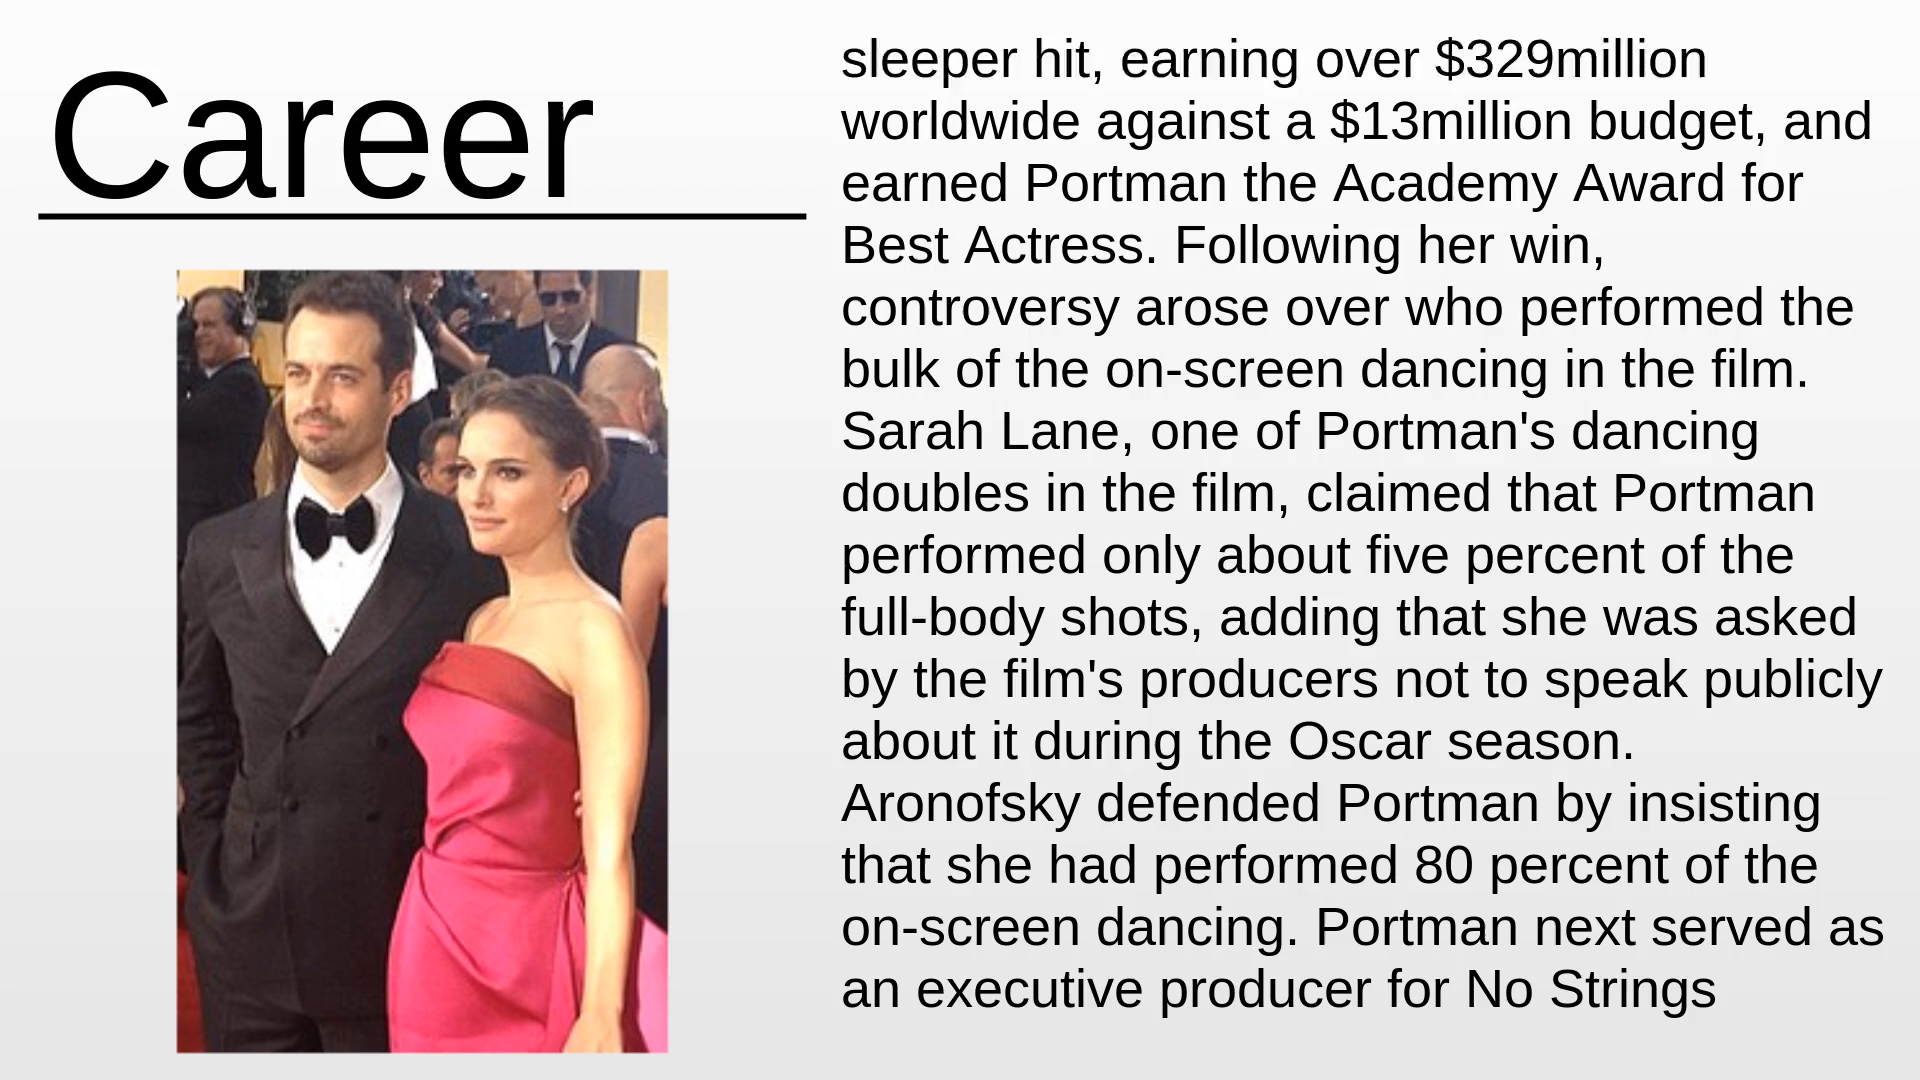 Career
sleeper hit, earning over $329million
worldwide against a $13million budget, and
earned Portman the Academy Award for
Best Actress. Following her win,
controversy arose over who performed the
bulk of the on-screen dancing in the film.
Sarah Lane, one of Portman's dancing
doubles in the film, claimed that Portman
performed only about five percent of the
full-body shots, adding that she was asked
by the film's producers not to speak publicly
about it during the Oscar season.
Aronofsky defended Portman by insisting
that she had performed 80 percent of the
on-screen dancing. Portman next served as
an executive producer for No Strings